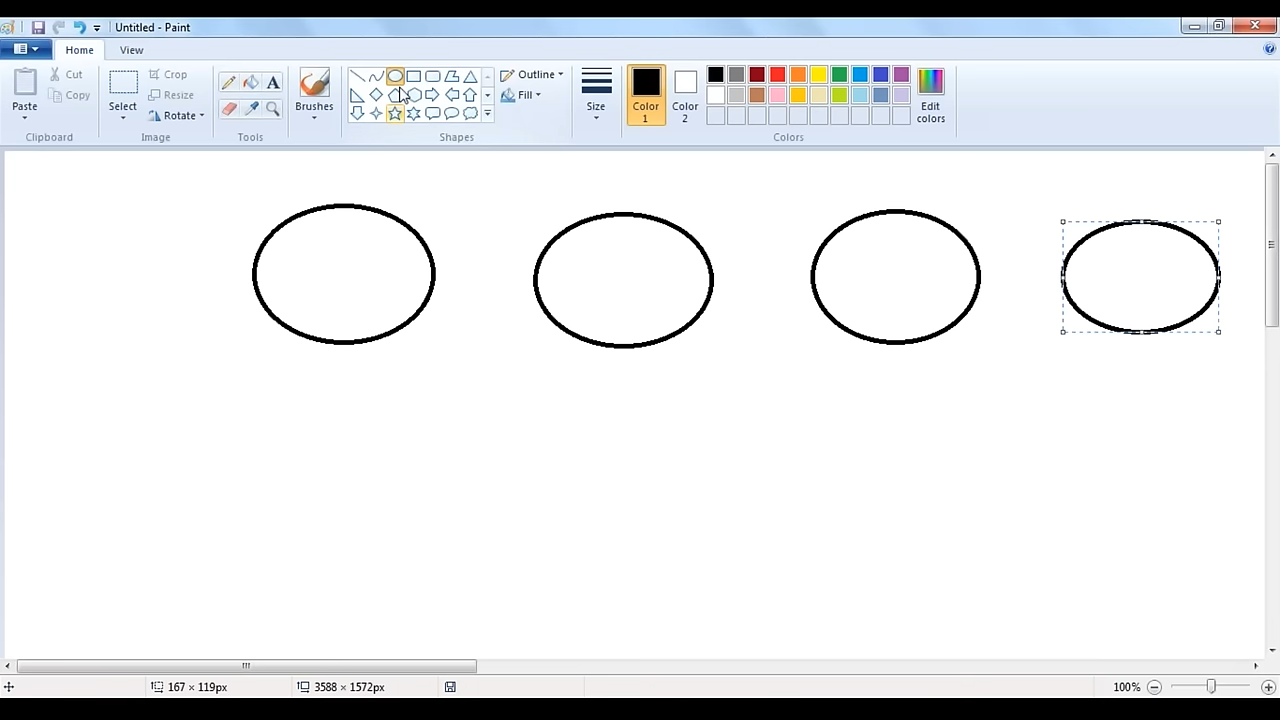 Untitled - Paint
Home View
Paste
Cut
Copy
Clipboard
Select
Crop
Resize
Rotate
Image
A
Tools
Brushes
Shapes
Outline
Fill
Size
Color 1
Color 2
Colors
Edit colors
167 × 119px 3588 × 1572px 100%